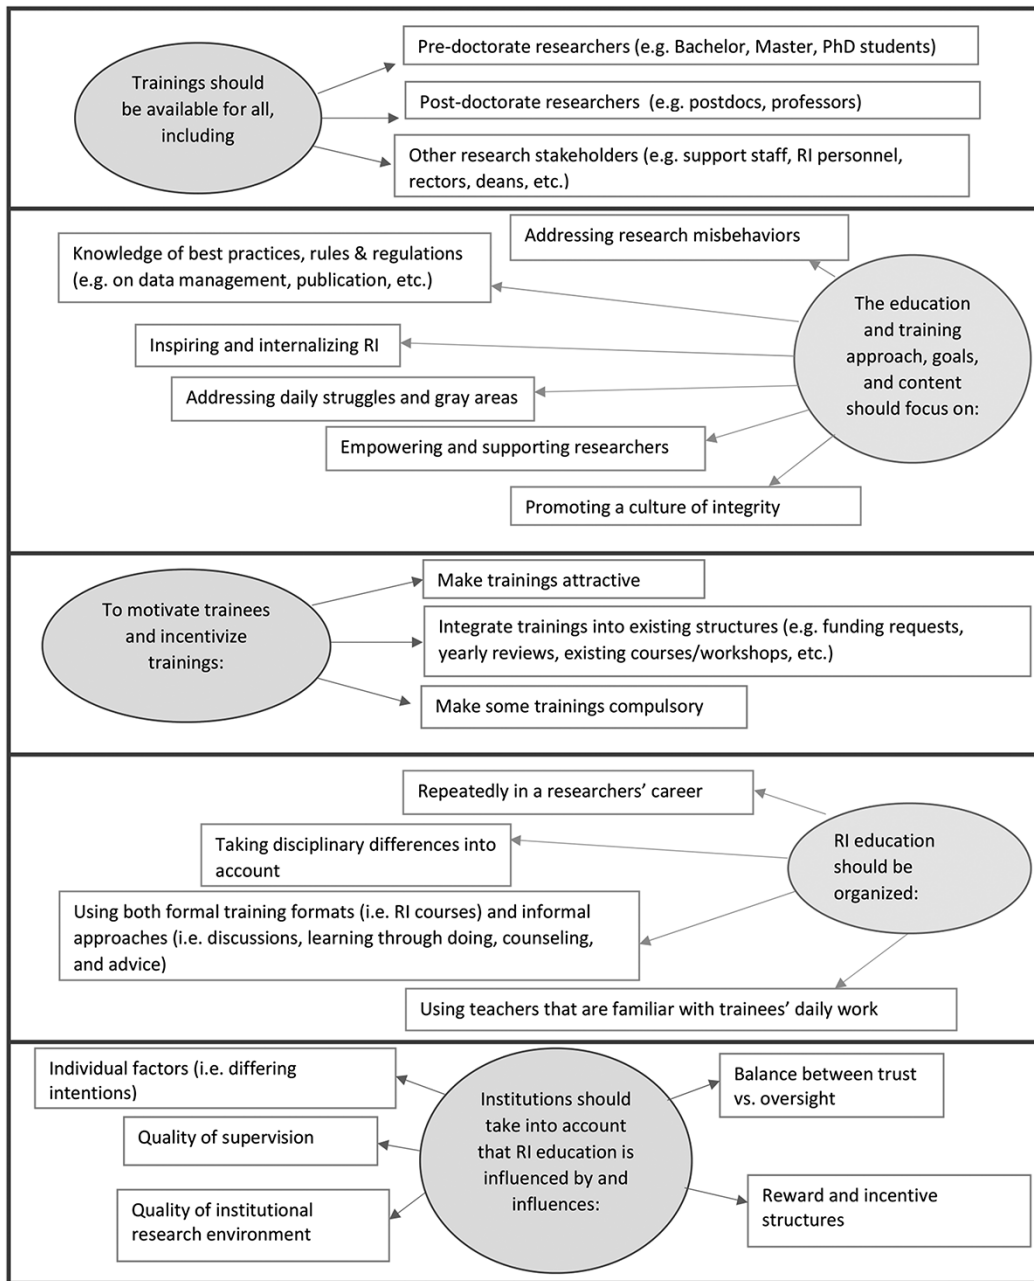 Trainings should
be available for all,
including
Pre-doctorate researchers (e.g. Bachelor, Master, PhD students)
Post-doctorate researchers (e.g. postdocs, professors)
Other research stakeholders (e.g. support staff, RI personnel,
rectors, deans, etc.)
The education
and training
approach, goals,
and content
should focus on:
Addressing research misbehaviors
Knowledge of best practices, rules & regulations
(e.g. on data management, publication, etc.)
Inspiring and internalizing RI
Addressing daily struggles and gray areas
Empowering and supporting researchers
Promoting a culture of integrity
To motivate trainees
and incentivize
trainings:
Make trainings attractive
Integrate trainings into existing structures (e.g. funding requests,
yearly reviews, existing courses/workshops, etc.)
Make some trainings compulsory
RI education
should be
organized:
Repeatedly in a researchers’ career
Taking disciplinary differences into
account
Using both formal training formats (i.e. RI courses) and informal
approaches (i.e. discussions, learning through doing, counseling,
and advice)
Using teachers that are familiar with trainees’ daily work
Institutions should
take into account
that RI education is
influenced by and
influences:
Individual factors (i.e. differing
intentions)
Quality of supervision
Quality of institutional
research environment
Balance between trust
vs. oversight
Reward and incentive
structures